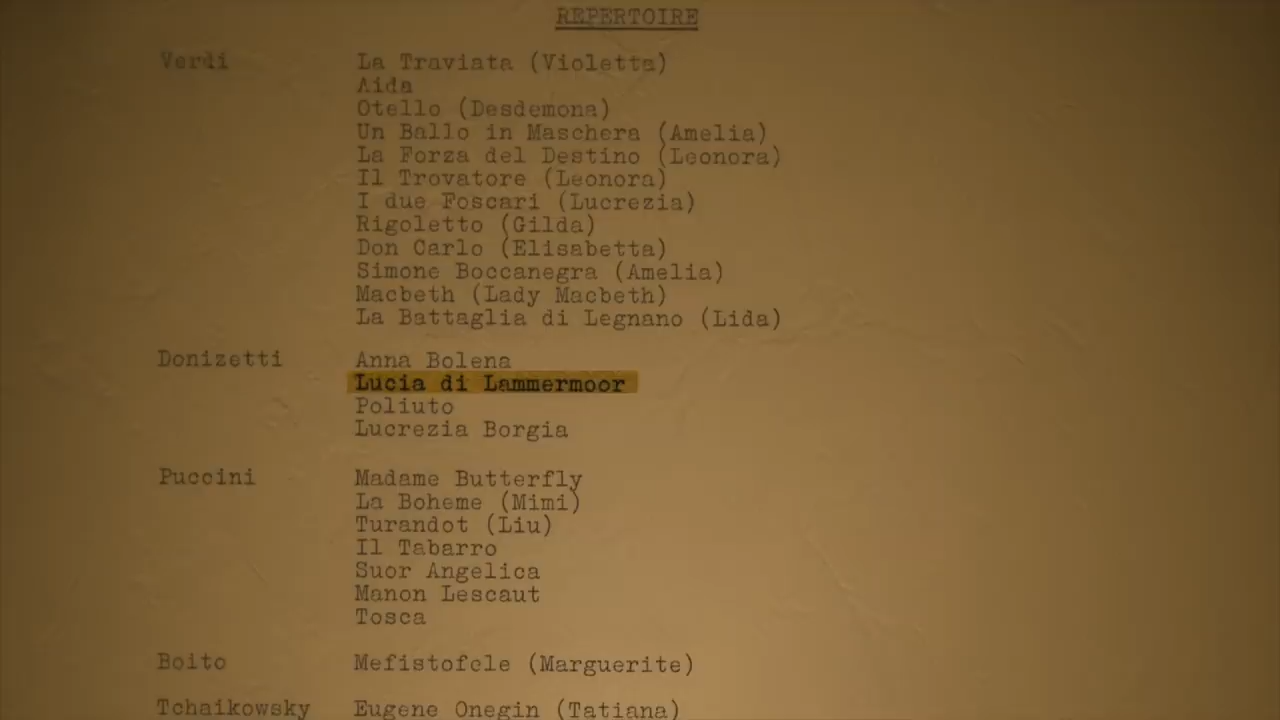 REPERTOIRE
Verdi La Traviata (Violetta)
Aida
Otello (Desdemona)
Un Ballo in Maschera (Amelia)
La Forza del Destino (Leonora)
Il Trovatore (Leonora)
I due Foscari (Lucrezia)
Rigoletto (Gilda)
Don Carlo (Elisabetta)
Simone Boccanegra (Amelia)
Macbeth (Lady Macbeth)
La Battaglia di Legnano (Lida)
Donizetti Anna Bolena
Lucia di Lammermoor
Poliuto
Lucrezia Borgia
Puccini Madame Butterfly
La Boheme (Mimi)
Turandot (Liu)
Il Tabarro
Suor Angelica
Manon Lescaut
Tosca
Boito Mefistofele (Marguerite)
Tchaikowsky Eugene Onegin (Tatiana)